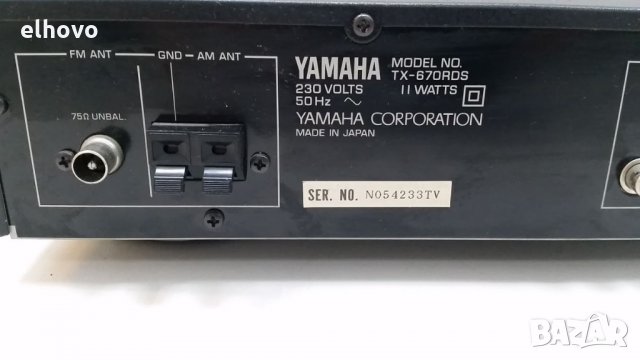 elhovo
FM ANT
GND
AM ANT
75Ω UNBAL.
YAMAHA
MODEL NO.
TX-670RDS
230 VOLTS
11 WATTS
50Hz ~
YAMAHA CORPORATION
MADE IN JAPAN
SER. NO. N054233TV
BAZAR